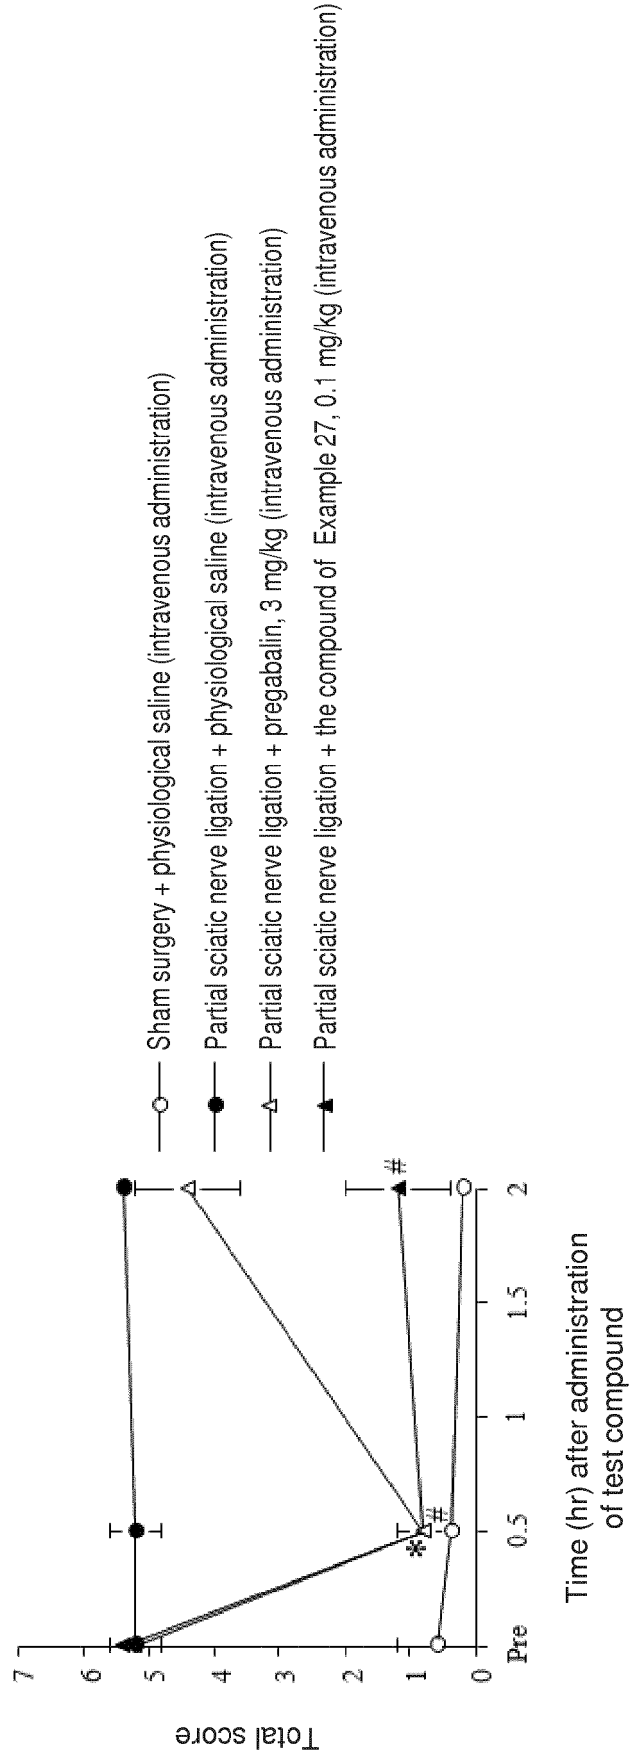 Total score
7
6
5
4
3
2
1
0
*
#
#
Pre
0.5
1
1.5
2
Time (hr) after administration
of test compound
Sham surgery + physiological saline (intravenous administration)
Partial sciatic nerve ligation + physiological saline (intravenous administration)
Partial sciatic nerve ligation + pregabalin, 3 mg/kg (intravenous administration)
Partial sciatic nerve ligation + the compound of Example 27, 0.1 mg/kg (intravenous administration)